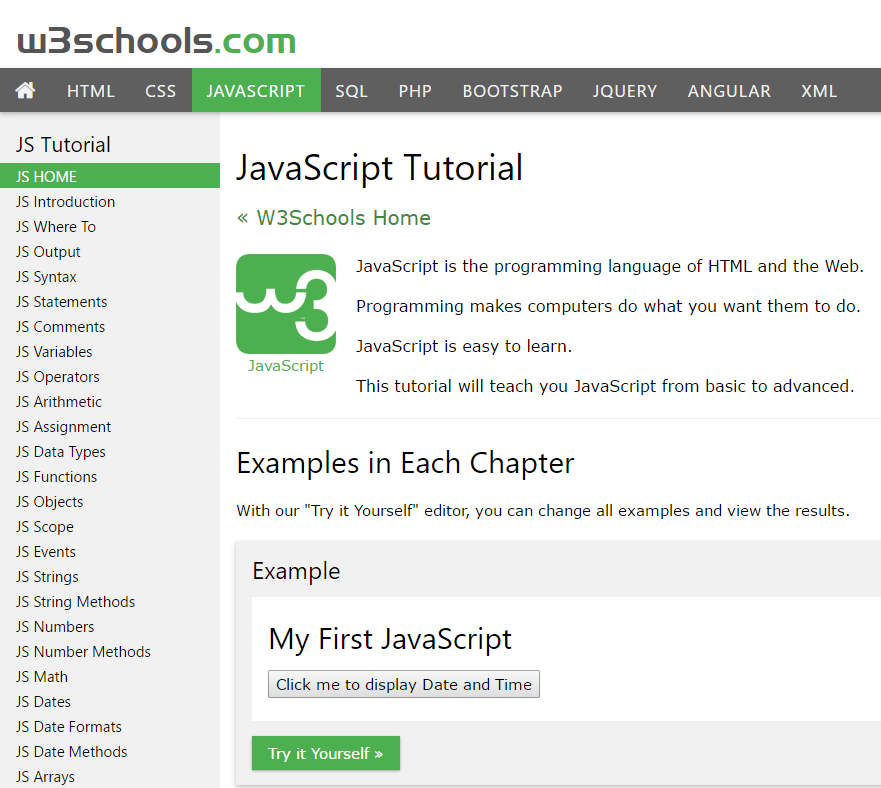 w3schools.com
HTML CSS JAVASCRIPT SQL PHP BOOTSTRAP JQUERY ANGULAR XML
JS Tutorial
JS HOME
JS Introduction
JS Where To
JS Output
JS Syntax
JS Statements
JS Comments
JS Variables
JS Operators
JS Arithmetic
JS Assignment
JS Data Types
JS Functions
JS Objects
JS Scope
JS Events
JS Strings
JS String Methods
JS Numbers
JS Number Methods
JS Math
JS Dates
JS Date Formats
JS Date Methods
JS Arrays
JavaScript Tutorial
« W3Schools Home
w3
JavaScript
JavaScript is the programming language of HTML and the Web.
Programming makes computers do what you want them to do.
JavaScript is easy to learn.
This tutorial will teach you JavaScript from basic to advanced.
Examples in Each Chapter
With our "Try it Yourself" editor, you can change all examples and view the results.
Example
My First JavaScript
Click me to display Date and Time
Try it Yourself »